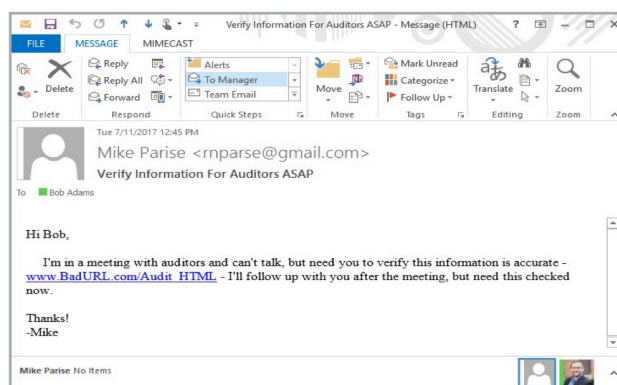 Verify Information For Auditors ASAP - Message (HTML)
FILE MESSAGE MIMECAST
Delete
Reply
Reply All
Forward
Alerts
To Manager
Team Email
Move
Mark Unread
Categorize
Follow Up
Translate
Zoom
Delete Respond Quick Steps Move Tags Editing Zoom
Tue 7/11/2017 12:45 PM
Mike Parise <rnparse@gmail.com>
Verify Information For Auditors ASAP
To Bob Adams
Hi Bob,
I'm in a meeting with auditors and can't talk, but need you to verify this information is accurate -
www.BadURL.com/Audit_HTML - I'll follow up with you after the meeting, but need this checked
now.
Thanks!
-Mike
Mike Parise No Items